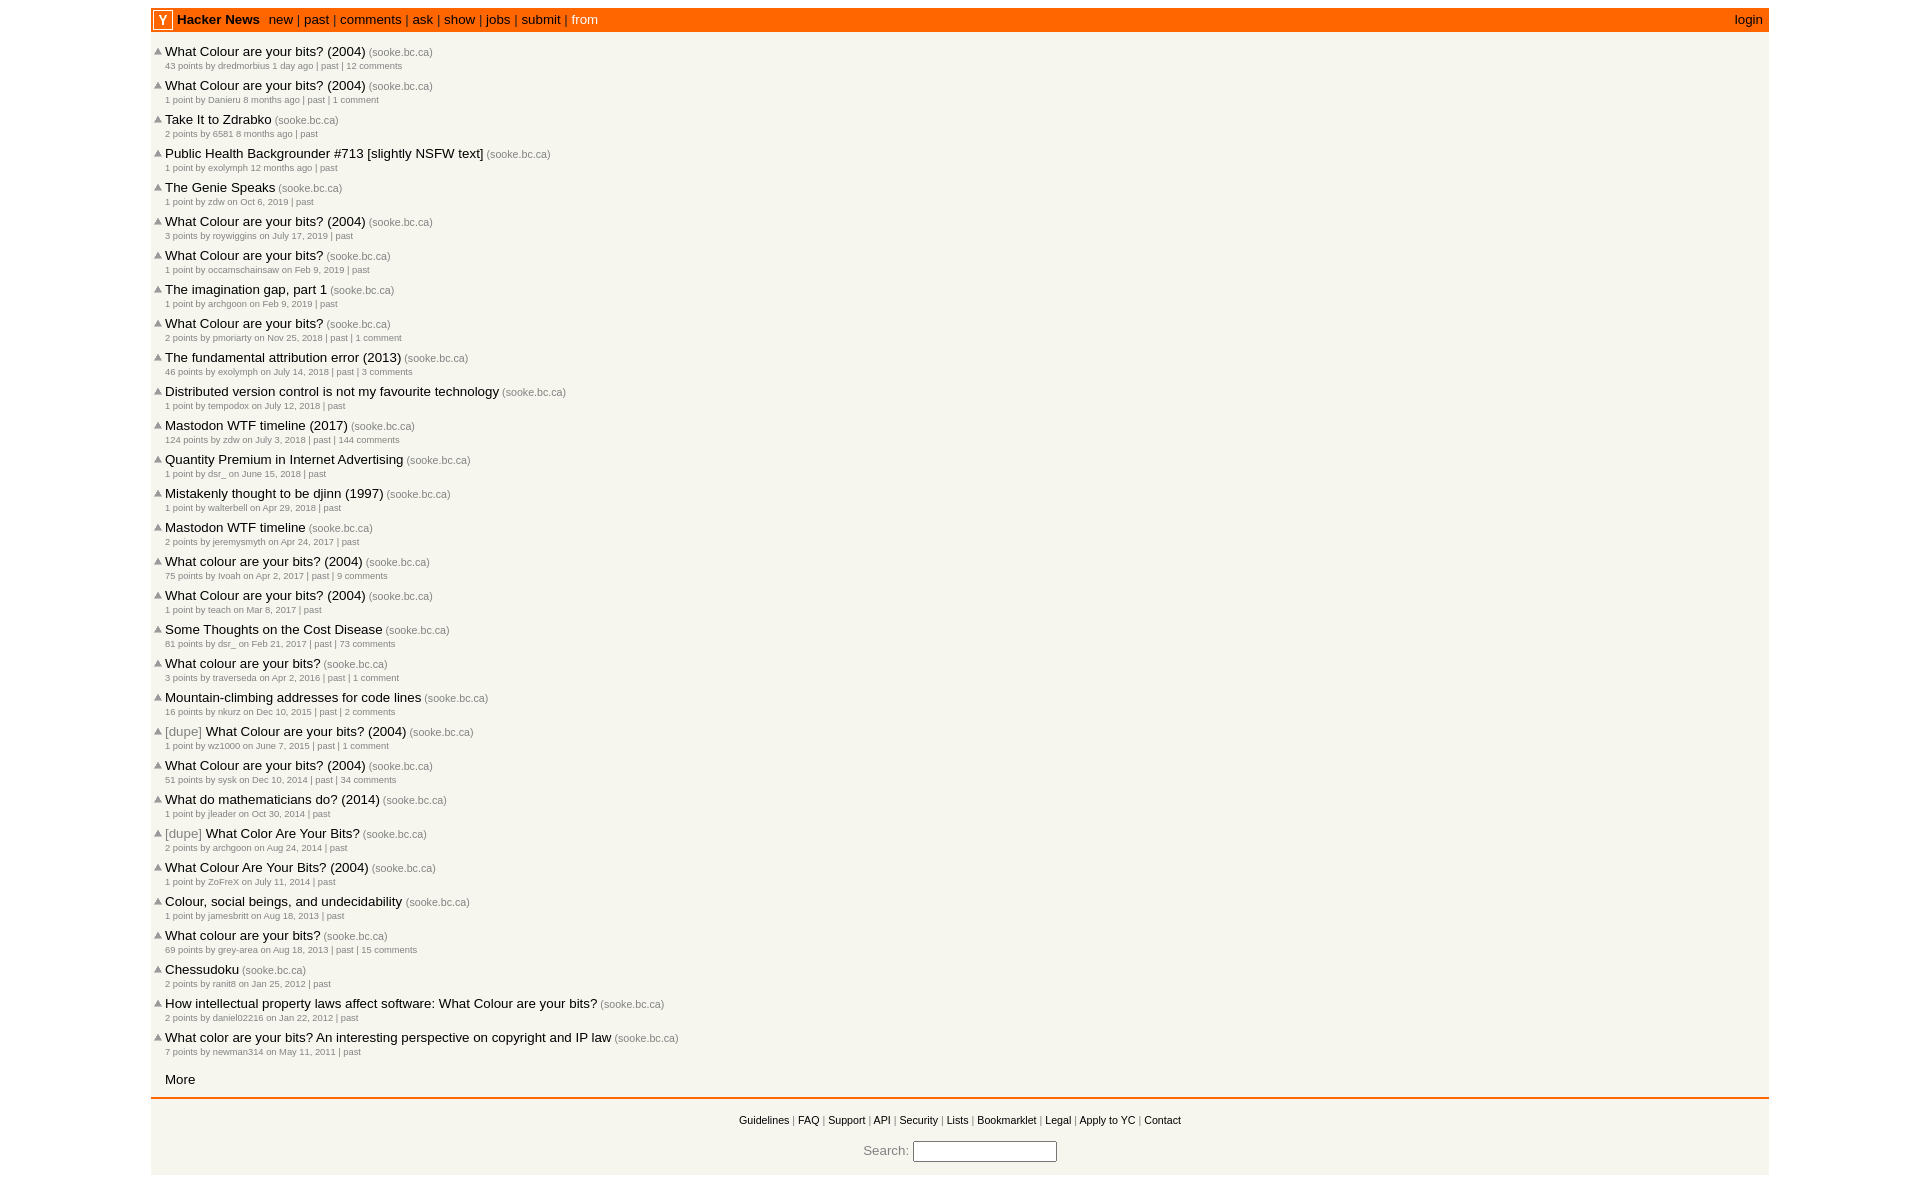 Y Hacker News new | past | comments | ask | show | jobs | submit | from login
What Colour are your bits? (2004) (sooke.bc.ca)
43 points by dredmorbius 1 day ago | past | 12 comments
What Colour are your bits? (2004) (sooke.bc.ca)
1 point by Danieru 8 months ago | past | 1 comment
Take It to Zdrabko (sooke.bc.ca)
2 points by 6581 8 months ago | past
Public Health Backgrounder #713 [slightly NSFW text] (sooke.bc.ca)
1 point by exolymph 12 months ago | past
The Genie Speaks (sooke.bc.ca)
1 point by zdw on Oct 6, 2019 | past
What Colour are your bits? (2004) (sooke.bc.ca)
3 points by roywiggins on July 17, 2019 | past
What Colour are your bits? (sooke.bc.ca)
1 point by occamschainsaw on Feb 9, 2019 | past
The imagination gap, part 1 (sooke.bc.ca)
1 point by archgoon on Feb 9, 2019 | past
What Colour are your bits? (sooke.bc.ca)
2 points by pmoriarty on Nov 25, 2018 | past | 1 comment
The fundamental attribution error (2013) (sooke.bc.ca)
46 points by exolymph on July 14, 2018 | past | 3 comments
Distributed version control is not my favourite technology (sooke.bc.ca)
1 point by tempodox on July 12, 2018 | past
Mastodon WTF timeline (2017) (sooke.bc.ca)
124 points by zdw on July 3, 2018 | past | 144 comments
Quantity Premium in Internet Advertising (sooke.bc.ca)
1 point by dsr_ on June 15, 2018 | past
Mistakenly thought to be djinn (1997) (sooke.bc.ca)
1 point by walterbell on Apr 29, 2018 | past
Mastodon WTF timeline (sooke.bc.ca)
2 points by jeremysmyth on Apr 24, 2017 | past
What colour are your bits? (2004) (sooke.bc.ca)
75 points by Ivoah on Apr 2, 2017 | past | 9 comments
What Colour are your bits? (2004) (sooke.bc.ca)
1 point by teach on Mar 8, 2017 | past
Some Thoughts on the Cost Disease (sooke.bc.ca)
81 points by dsr_ on Feb 21, 2017 | past | 73 comments
What colour are your bits? (sooke.bc.ca)
3 points by traverseda on Apr 2, 2016 | past | 1 comment
Mountain-climbing addresses for code lines (sooke.bc.ca)
16 points by nkurz on Dec 10, 2015 | past | 2 comments
[dupe] What Colour are your bits? (2004) (sooke.bc.ca)
1 point by wz1000 on June 7, 2015 | past | 1 comment
What Colour are your bits? (2004) (sooke.bc.ca)
51 points by sysk on Dec 10, 2014 | past | 34 comments
What do mathematicians do? (2014) (sooke.bc.ca)
1 point by jleader on Oct 30, 2014 | past
[dupe] What Color Are Your Bits? (sooke.bc.ca)
2 points by archgoon on Aug 24, 2014 | past
What Colour Are Your Bits? (2004) (sooke.bc.ca)
1 point by ZoFreX on July 11, 2014 | past
Colour, social beings, and undecidability (sooke.bc.ca)
1 point by jamesbritt on Aug 18, 2013 | past
What colour are your bits? (sooke.bc.ca)
69 points by grey-area on Aug 18, 2013 | past | 15 comments
Chessudoku (sooke.bc.ca)
2 points by ranit8 on Jan 25, 2012 | past
How intellectual property laws affect software: What Colour are your bits? (sooke.bc.ca)
2 points by daniel02216 on Jan 22, 2012 | past
What color are your bits? An interesting perspective on copyright and IP law (sooke.bc.ca)
7 points by newman314 on May 11, 2011 | past
More
Guidelines | FAQ | Support | API | Security | Lists | Bookmarklet | Legal | Apply to YC | Contact
Search: